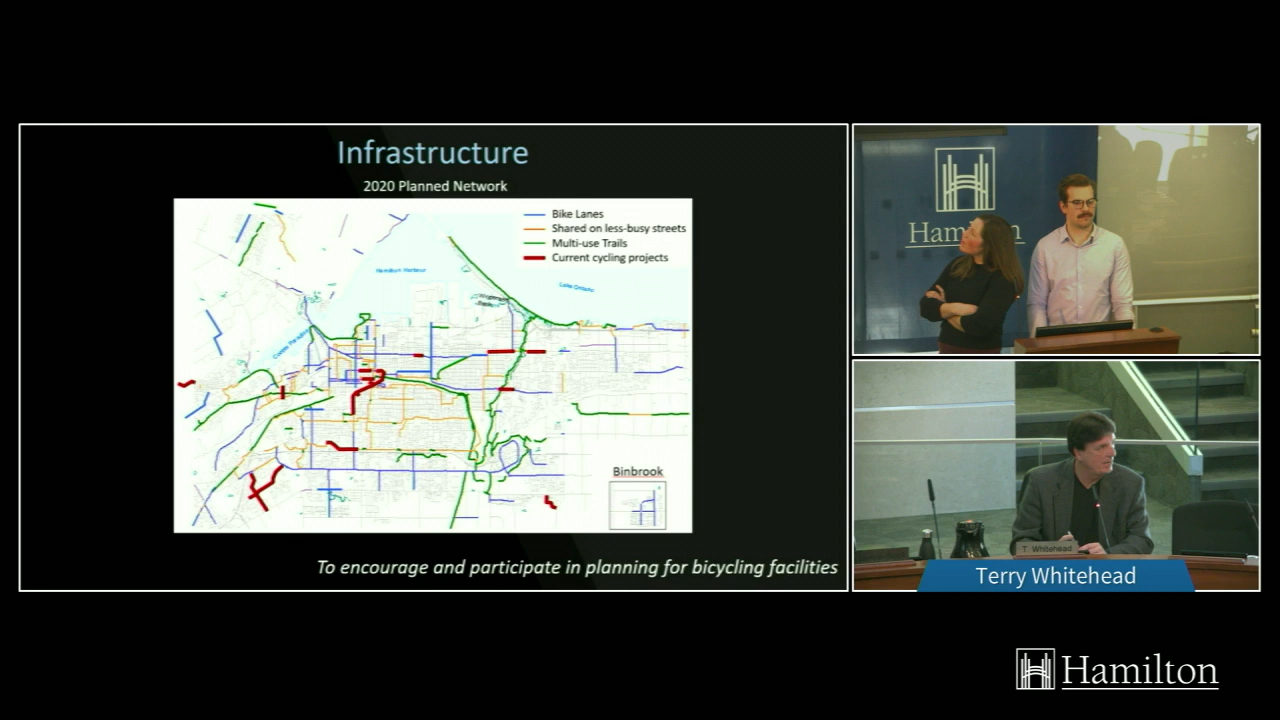 Infrastructure
2020 Planned Network
Bike Lanes
Shared on less-busy streets
Multi-use Trails
Current cycling projects
Hamilton Harbour
Lake Ontario
Binbrook
To encourage and participate in planning for bicycling facilities
Hamilton
T. Whitehead
Terry Whitehead
Hamilton